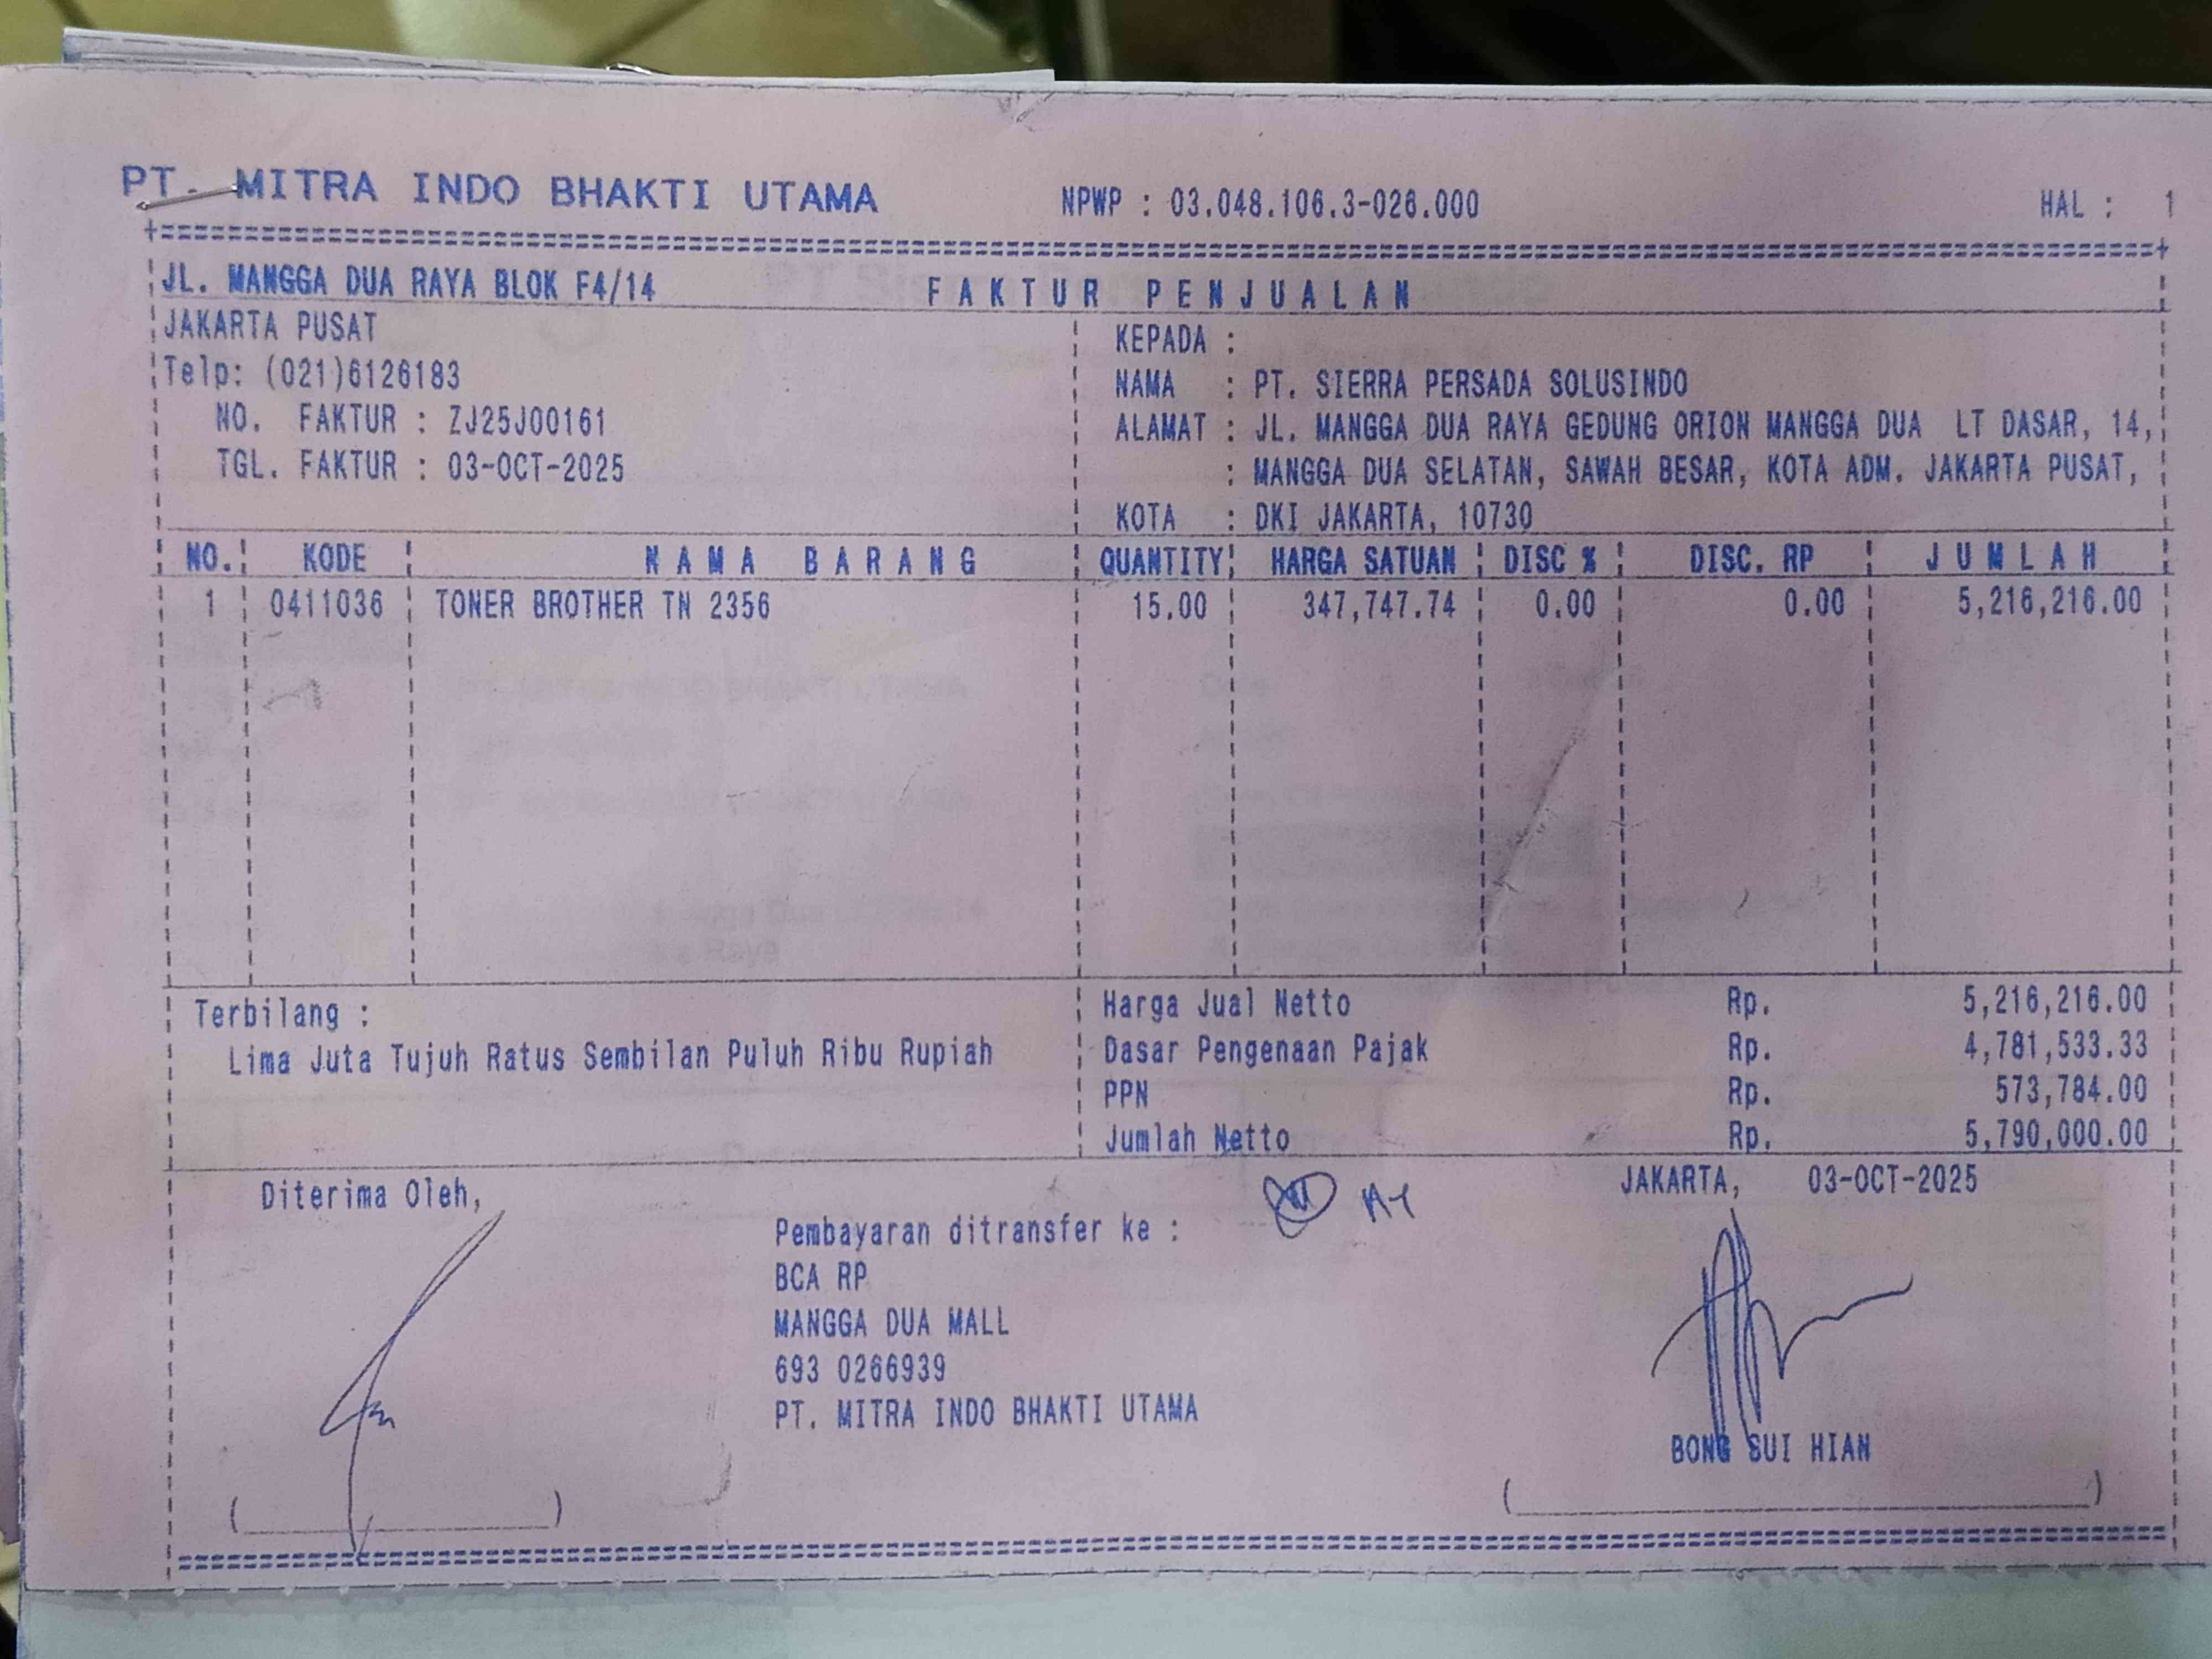 PT. MITRA INDO BHAKTI UTAMA NPWP : 03.048.106.3-026.000 HAL : 1
JL. MANGGA DUA RAYA BLOK F4/14 FAKTUR PENJUALAN
JAKARTA PUSAT
Telp: (021)6126183
NO. FAKTUR : ZJ25J00161
TGL. FAKTUR : 03-OCT-2025
KEPADA :
NAMA : PT. SIERRA PERSADA SOLUSINDO
ALAMAT : JL. MANGGA DUA RAYA GEDUNG ORION MANGGA DUA LT DASAR, 14,
: MANGGA DUA SELATAN, SAWAH BESAR, KOTA ADM. JAKARTA PUSAT,
KOTA : DKI JAKARTA, 10730
NO. KODE NAMA BARANG QUANTITY HARGA SATUAN DISC % DISC. RP JUMLAH
1 0411036 TONER BROTHER TN 2356 15.00 347,747.74 0.00 0.00 5,216,216.00
Terbilang :
Lima Juta Tujuh Ratus Sembilan Puluh Ribu Rupiah
Harga Jual Netto Rp. 5,216,216.00
Dasar Pengenaan Pajak Rp. 4,781,533.33
PPN Rp. 573,784.00
Jumlah Netto Rp. 5,790,000.00
Diterima Oleh,
JAKARTA, 03-OCT-2025
Pembayaran ditransfer ke :
BCA RP
MANGGA DUA MALL
693 0266939
PT. MITRA INDO BHAKTI UTAMA
BONG SUI HIAN